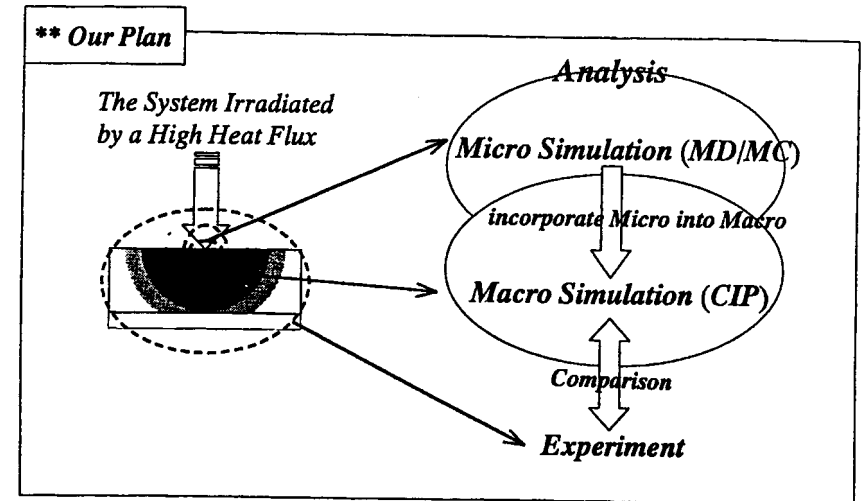 ** Our Plan
The System Irradiated
by a High Heat Flux
Analysis
Micro Simulation (MD/MC)
incorporate Micro into Macro
Macro Simulation (CIP)
Comparison
Experiment